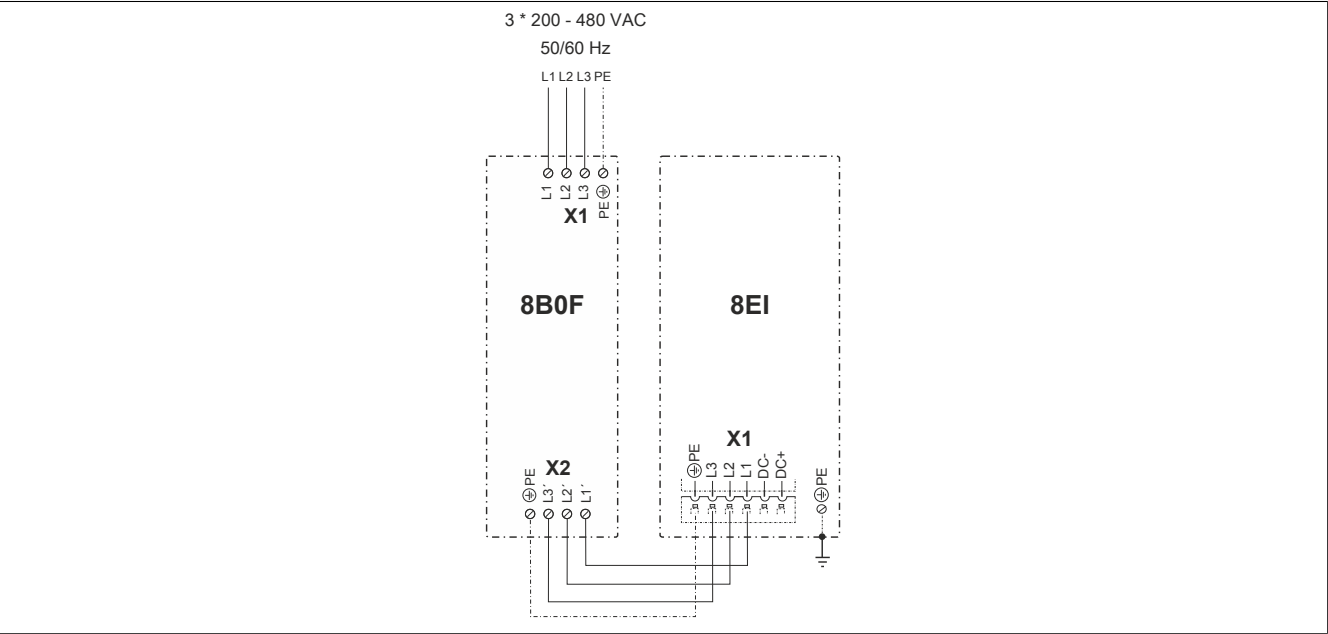 3 * 200 - 480 VAC
50/60 Hz
L1 L2 L3 PE
L1 L2 L3 PE
X1
8B0F
8EI
X2
PE L3´ L2´ L1´
X1
PE L3 L2 L1 DC- DC+
PE